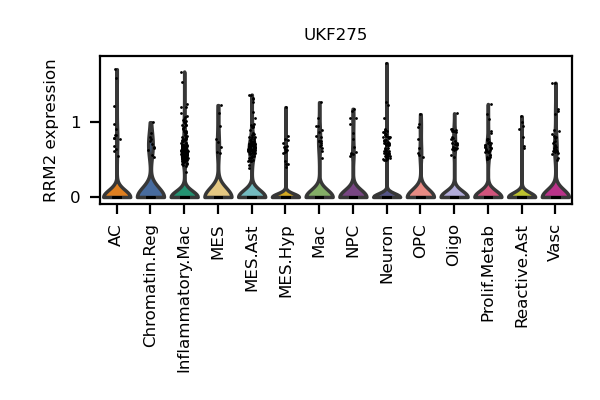 UKF275
RRM2 expression
1
0
AC
Chromatin.Reg
Inflammatory.Mac
MES
MES.Ast
MES.Hyp
Mac
NPC
Neuron
OPC
Oligo
Prolif.Metab
Reactive.Ast
Vasc